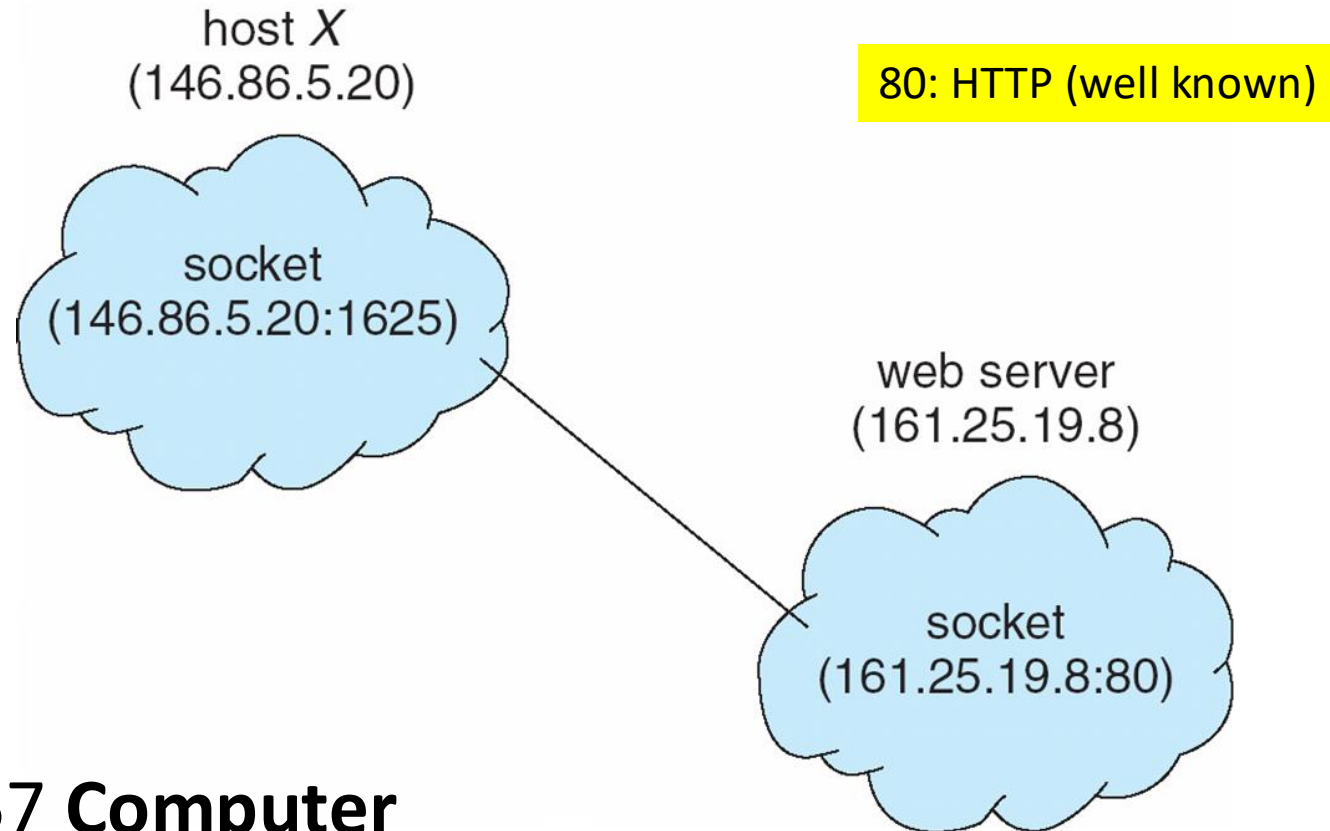 host X
(146.86.5.20)
80: HTTP (well known)
socket
(146.86.5.20:1625)
web server
(161.25.19.8)
socket
(161.25.19.8:80)
7 Computer